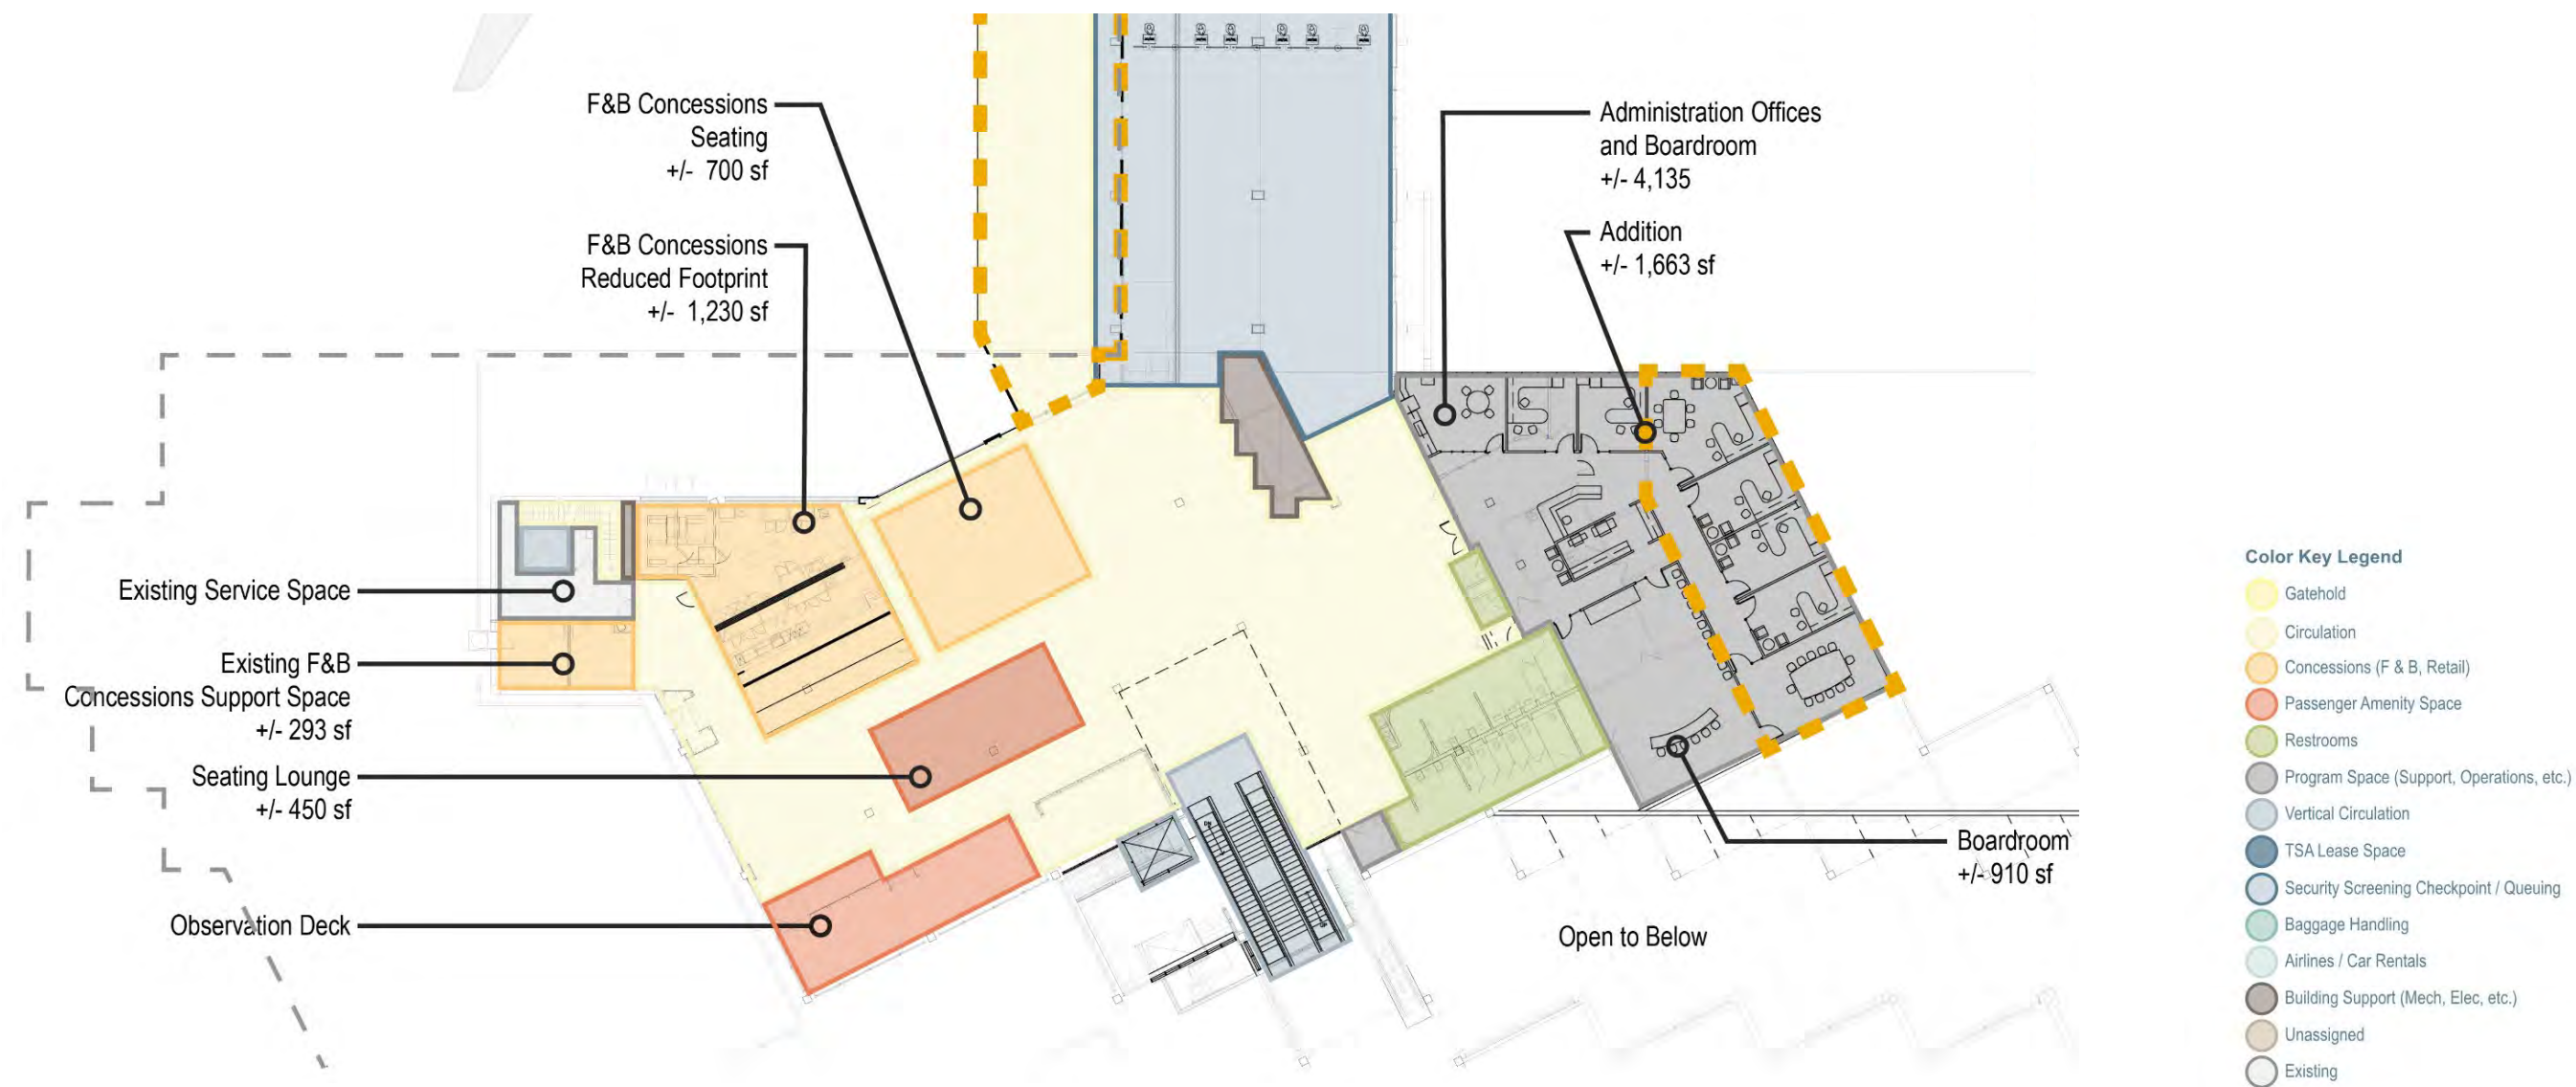 F&B Concessions
Seating
+/-  700 sf
F&B Concessions
Reduced Footprint
+/-  1,230 sf
Administration Offices
and Boardroom
+/- 4,135
Addition
+/- 1,663 sf
Existing Service Space
Existing F&B
Concessions Support Space
+/- 293 sf
Seating Lounge
+/- 450 sf
Observation Deck
Boardroom
+/- 910 sf
Open to Below
Color Key Legend
Gatehold
Circulation
Concessions (F & B, Retail)
Passenger Amenity Space
Restrooms
Program Space (Support, Operations, etc.)
Vertical Circulation
TSA Lease Space
Security Screening Checkpoint / Queuing
Baggage Handling
Airlines / Car Rentals
Building Support (Mech, Elec, etc.)
Unassigned
Existing